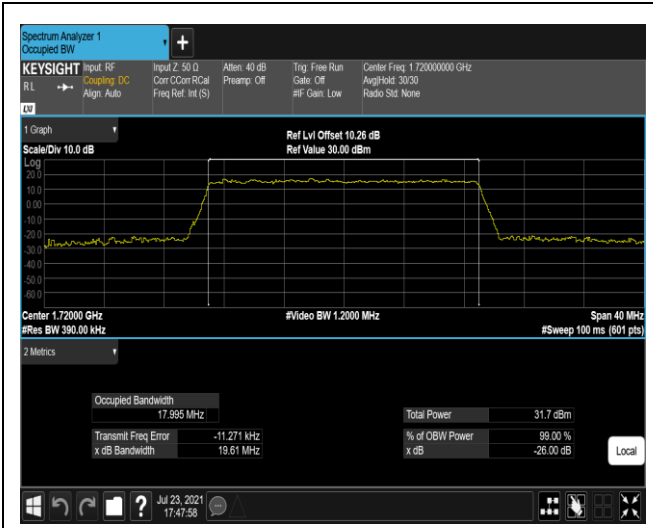 Spectrum Analyzer 1
Occupied BW
+
KEYSIGHT Input: RF Input Z: 50 Ω Atten: 40 dB Trig: Free Run Center Freq: 1.720000000 GHz
RL Coupling: DC Corr CCorr RCal Preamp: Off Gate: Off Avg|Hold: 30/30
Align: Auto Freq Ref: Int (S) #IF Gain: Low Radio Std: None
LXI
1 Graph
Ref Lvl Offset 10.26 dB
Scale/Div 10.0 dB Ref Value 30.00 dBm
Log
20.0
10.0
0.00
-10.0
-20.0
-30.0
-40.0
-50.0
-60.0
Center 1.72000 GHz #Video BW 1.2000 MHz Span 40 MHz
#Res BW 390.00 kHz #Sweep 100 ms (601 pts)
2 Metrics
Occupied Bandwidth
17.995 MHz Total Power 31.7 dBm
Transmit Freq Error -11.271 kHz % of OBW Power 99.00 %
x dB Bandwidth 19.61 MHz x dB -26.00 dB
Local
? Jul 23, 2021
17:47:58